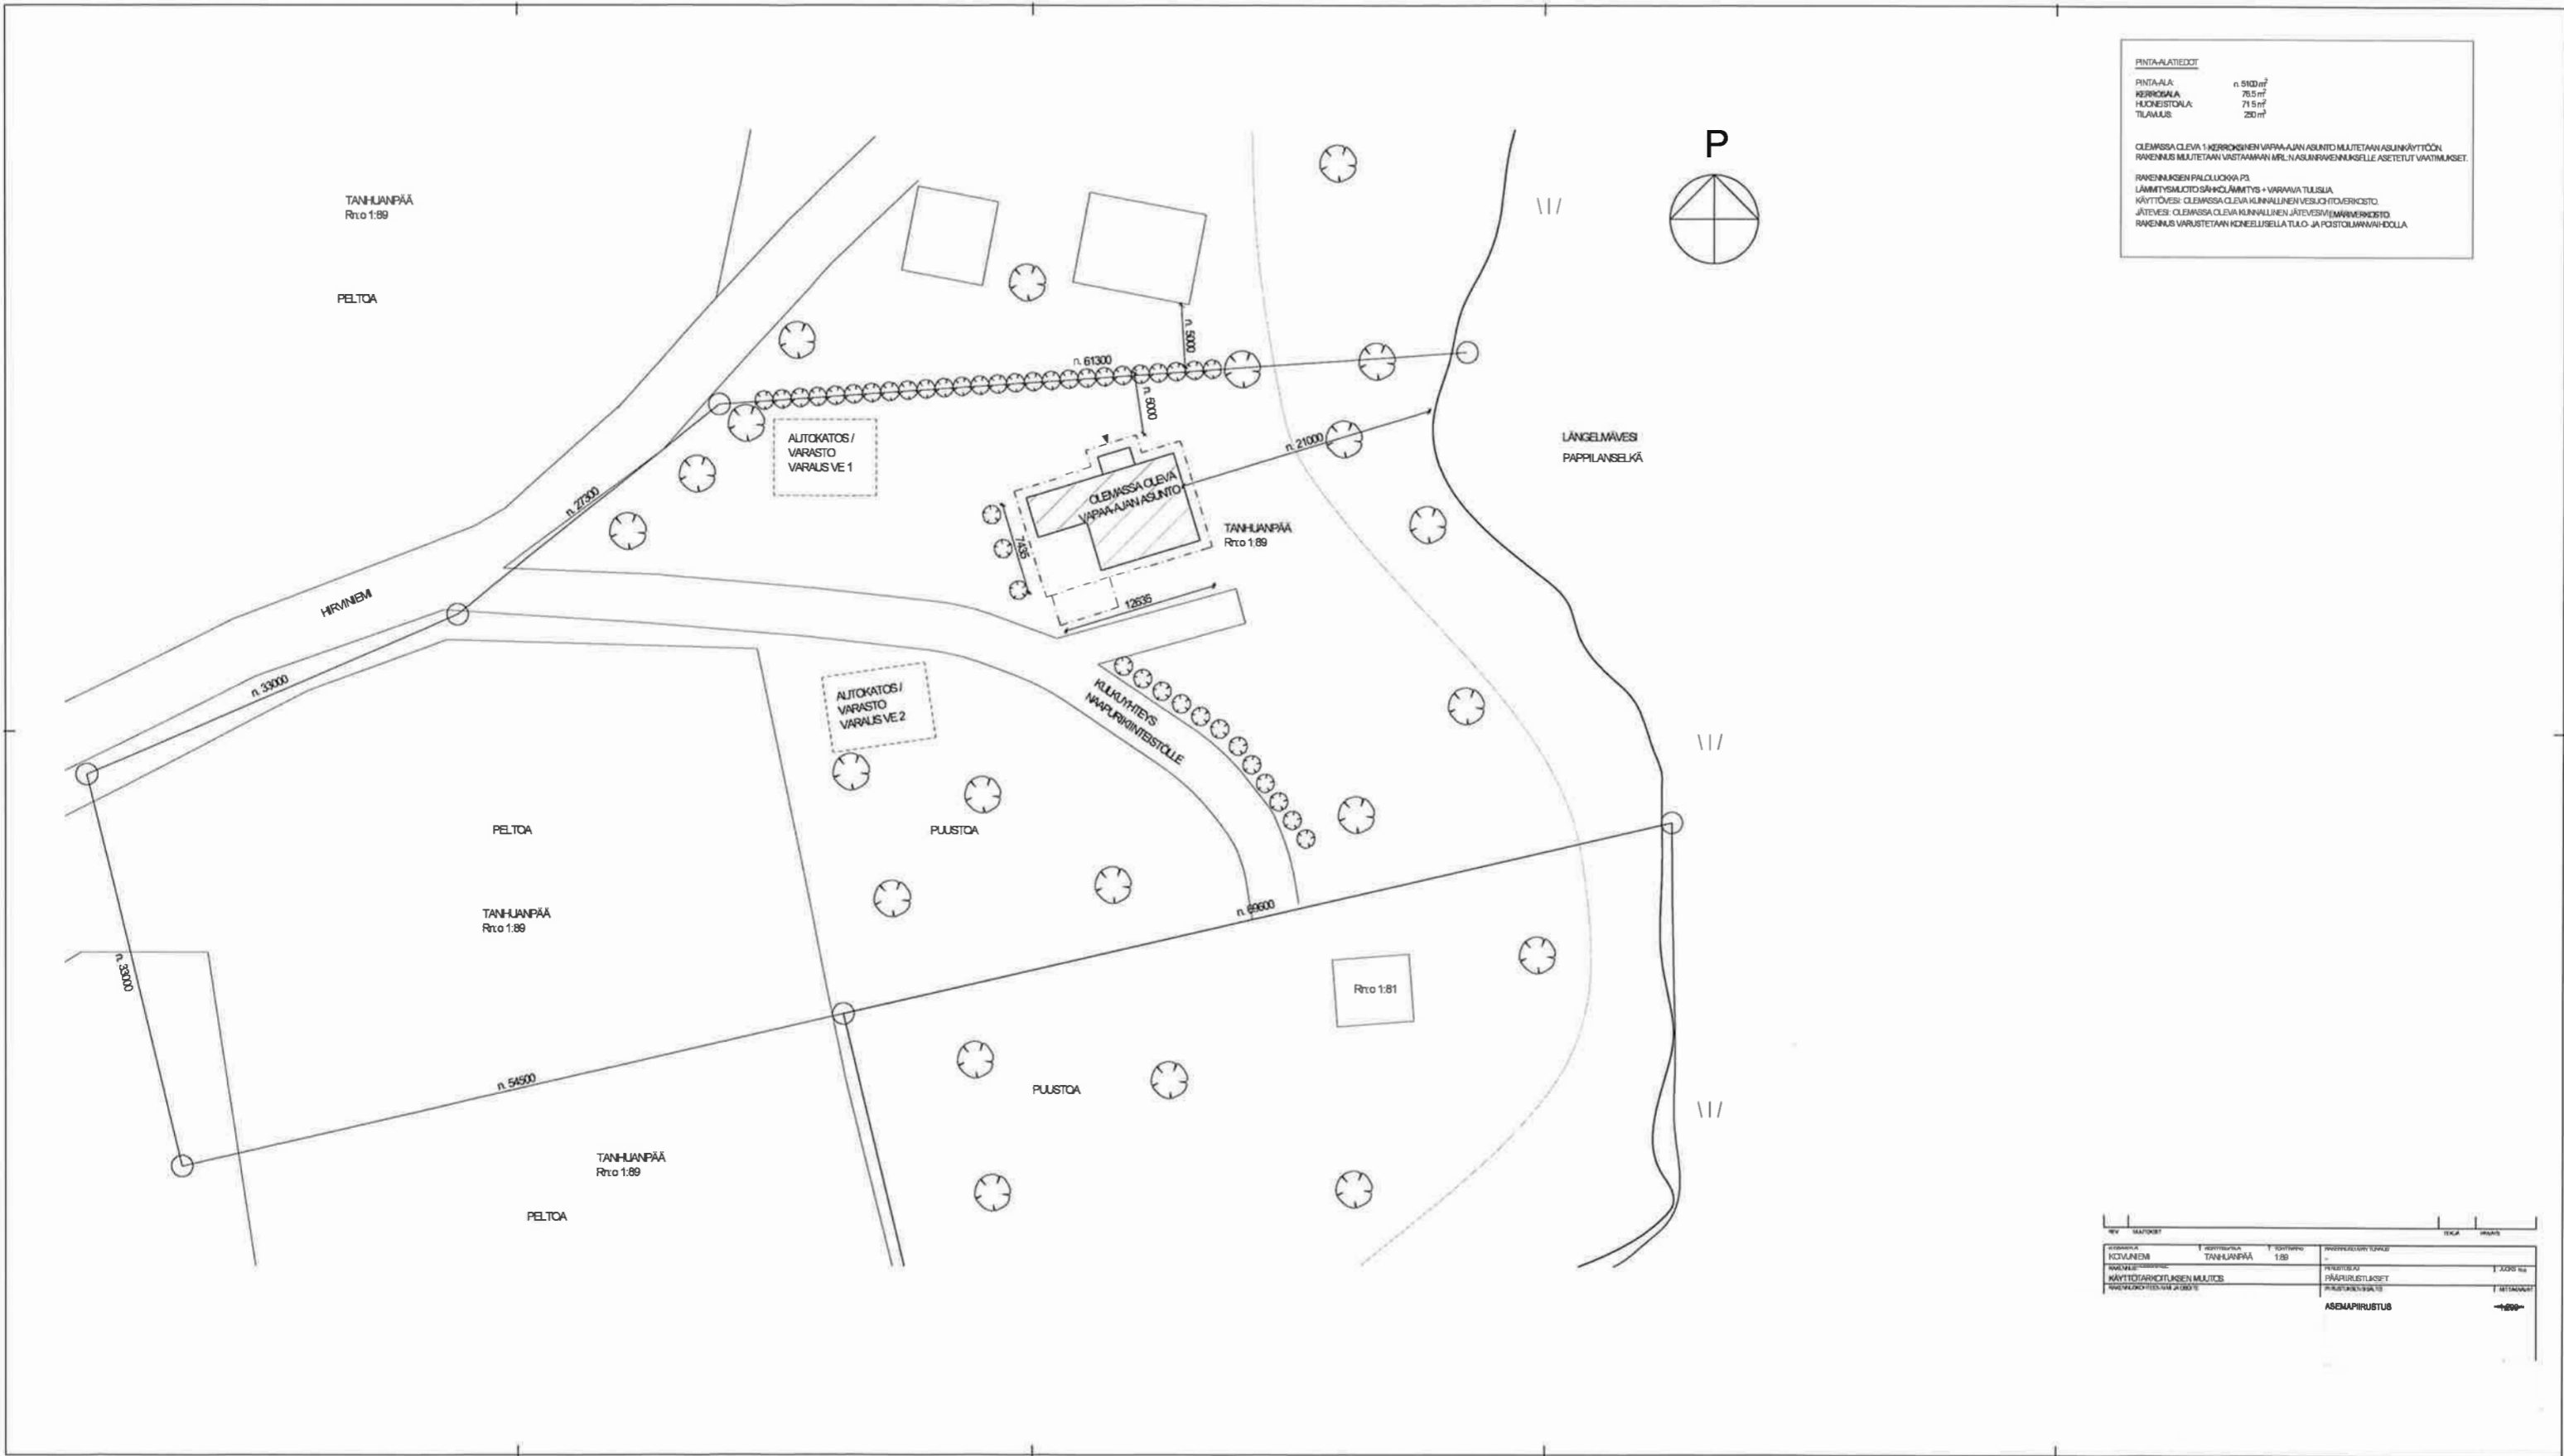 PINTA-ALATIEDOT
PINTA-ALA: n. 5100 m²
KERROSALA: 76.5 m²
HUONEISTOALA: 71.5 m²
TILAVUUS: 250 m³
OLEMASSA OLEVA 1-KERROKSINEN VAPAA-AJAN ASUNTO MUUTETAAN ASUINKÄYTTÖÖN.
RAKENNUS MUUTETAAN VASTAAMAAN MRL:N ASUINRAKENNUKSELLE ASETETUT VAATIMUKSET.
RAKENNUKSEN PALOLUOKKA P3.
LÄMMITYSMUOTO SÄHKÖLÄMMITYS + VARAAVA TULISIJA.
KÄYTTÖVESI: OLEMASSA OLEVA KUNNALLINEN VESIJOHTOVERKOSTO.
JÄTEVESI: OLEMASSA OLEVA KUNNALLINEN JÄTEVESIVIEMÄRIVERKOSTO.
RAKENNUS VARUSTETAAN KONEELLISELLA TULO- JA POISTOILMANVAIHDOLLA
P
TANHUANPÄÄ
Rn:o 1:89
PELTOA
n. 5000
n. 61300
n. 5000
AUTOKATOS /
VARASTO
VARAUS VE 1
n. 21000
LÄNGELMÄVESI
PAPPILANSELKÄ
OLEMASSA OLEVA
VAPAA-AJAN ASUNTO
n. 27300
7435
TANHUANPÄÄ
Rn:o 1:89
HIRVINIEMI
12635
n. 33000
AUTOKATOS /
VARASTO
VARAUS VE 2
KULKUYHTEYS
NAAPURIKIINTEISTÖLLE
PELTOA
PUUSTOA
TANHUANPÄÄ
Rn:o 1:89
n. 69600
n. 33000
Rn:o 1:81
n. 54500
PUUSTOA
TANHUANPÄÄ
Rn:o 1:89
PELTOA
REV MUUTOKSET TEKIJÄ PÄIVÄYS
KOIVUNIEMI TANHUANPÄÄ 1:89 -
KÄYTTÖTARKOITUKSEN MUUTOS PÄÄPIIRUSTUKSET
ASEMAPIIRUSTUS